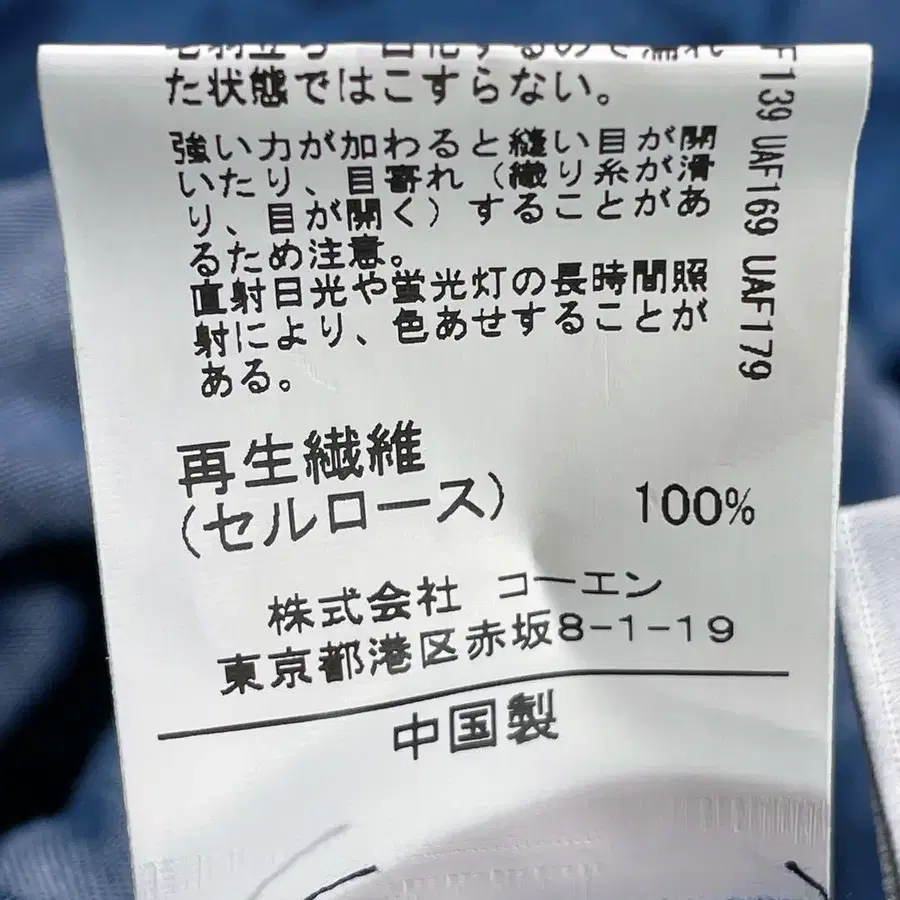 た状態ではこすらない。
強い力が加わると縫い目が開
いたり、目寄れ（織り糸が滑
り、目が開く）することがあ
るため注意。
直射日光や蛍光灯の長時間照
射により、色あせすることが
ある。
再生繊維
(セルロース) 100%
株式会社 コーエン
東京都港区赤坂8-1-19
中国製
F139 UAF169 UAF179